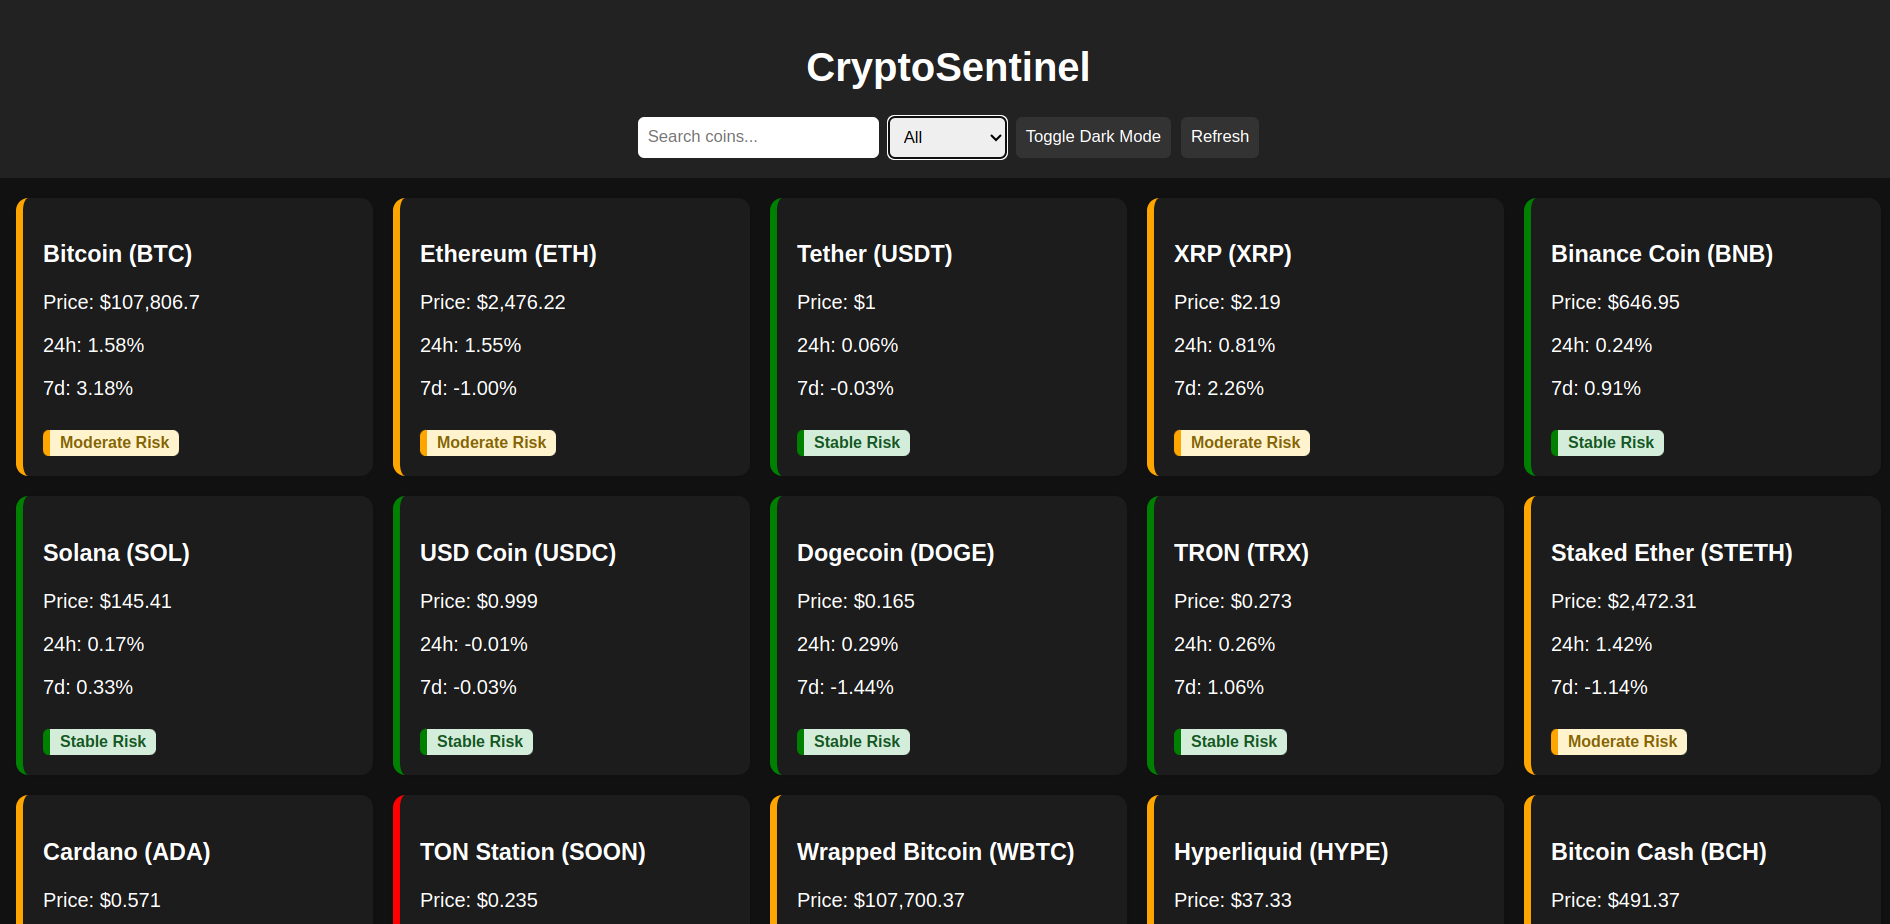 CryptoSentinel
Search coins... All Toggle Dark Mode Refresh
Bitcoin (BTC)
Price: $107,806.7
24h: 1.58%
7d: 3.18%
Moderate Risk
Ethereum (ETH)
Price: $2,476.22
24h: 1.55%
7d: -1.00%
Moderate Risk
Tether (USDT)
Price: $1
24h: 0.06%
7d: -0.03%
Stable Risk
XRP (XRP)
Price: $2.19
24h: 0.81%
7d: 2.26%
Moderate Risk
Binance Coin (BNB)
Price: $646.95
24h: 0.24%
7d: 0.91%
Stable Risk
Solana (SOL)
Price: $145.41
24h: 0.17%
7d: 0.33%
Stable Risk
USD Coin (USDC)
Price: $0.999
24h: -0.01%
7d: -0.03%
Stable Risk
Dogecoin (DOGE)
Price: $0.165
24h: 0.29%
7d: -1.44%
Stable Risk
TRON (TRX)
Price: $0.273
24h: 0.26%
7d: 1.06%
Stable Risk
Staked Ether (STETH)
Price: $2,472.31
24h: 1.42%
7d: -1.14%
Moderate Risk
Cardano (ADA)
Price: $0.571
TON Station (SOON)
Price: $0.235
Wrapped Bitcoin (WBTC)
Price: $107,700.37
Hyperliquid (HYPE)
Price: $37.33
Bitcoin Cash (BCH)
Price: $491.37